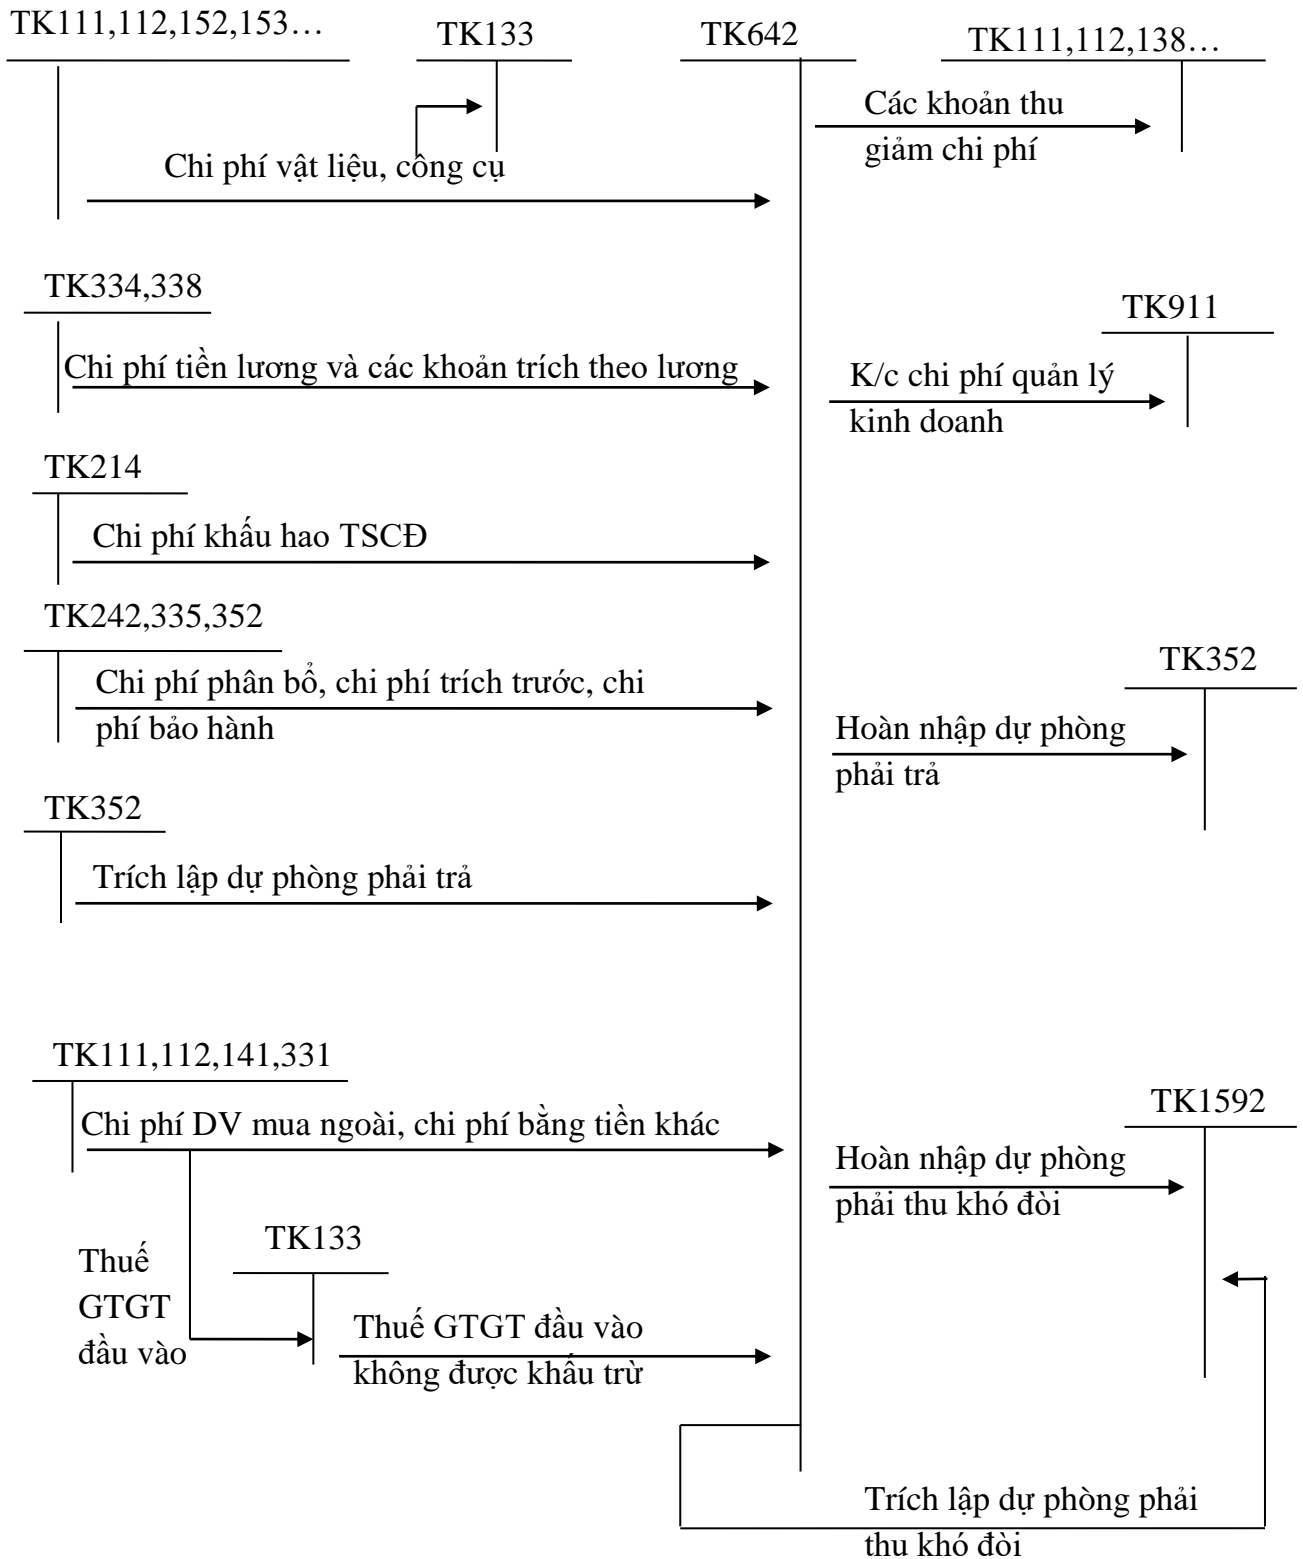 TK111,112,152,153…
TK133
TK642
TK111,112,138…
Các khoản thu
giảm chi phí
Chi phí vật liệu, công cụ
TK334,338
TK911
Chi phí tiền lương và các khoản trích theo lương
K/c chi phí quản lý
kinh doanh
TK214
Chi phí khấu hao TSCĐ
TK242,335,352
TK352
Chi phí phân bổ, chi phí trích trước, chi
phí bảo hành
Hoàn nhập dự phòng
phải trả
TK352
Trích lập dự phòng phải trả
TK111,112,141,331
TK1592
Chi phí DV mua ngoài, chi phí bằng tiền khác
Hoàn nhập dự phòng
phải thu khó đòi
TK133
Thuế
GTGT
đầu vào
Thuế GTGT đầu vào
không được khấu trừ
Trích lập dự phòng phải
thu khó đòi